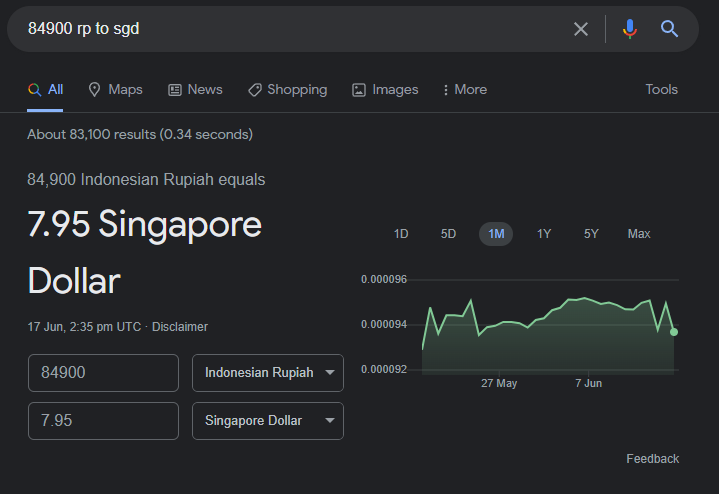 84900 rp to sgd
All Maps News Shopping Images More Tools
About 83,100 results (0.34 seconds)
84,900 Indonesian Rupiah equals
7.95 Singapore
Dollar
17 Jun, 2:35 pm UTC · Disclaimer
84900 Indonesian Rupiah
7.95 Singapore Dollar
1D 5D 1M 1Y 5Y Max
0.000096
0.000094
0.000092
27 May 7 Jun
Feedback